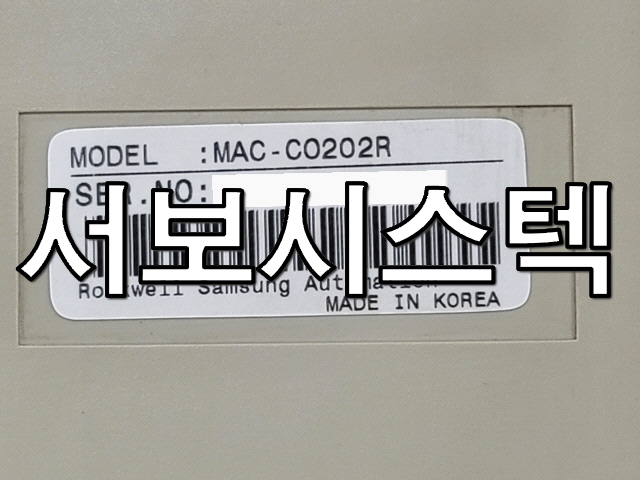 MODEL :MAC-C0202R
SER.NO:
서보시스텍
Rockwell Samsung Automation
MADE IN KOREA